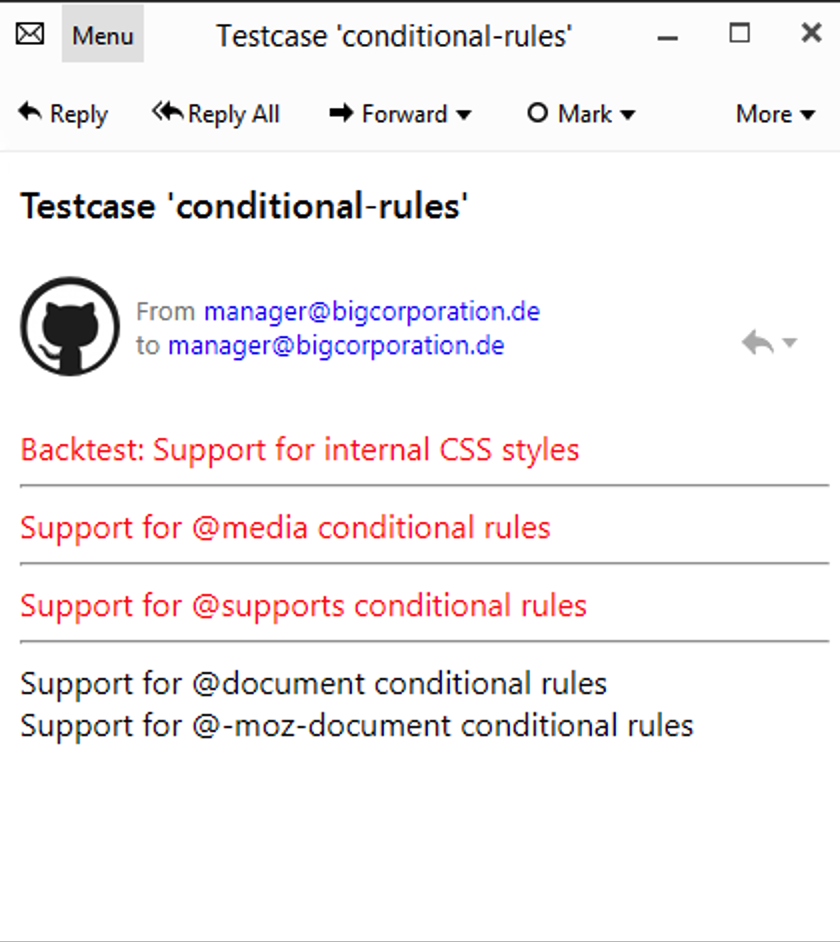 Menu Testcase 'conditional-rules'
Reply Reply All Forward Mark More
Testcase 'conditional-rules'
From manager@bigcorporation.de
to manager@bigcorporation.de
Backtest: Support for internal CSS styles
Support for @media conditional rules
Support for @supports conditional rules
Support for @document conditional rules
Support for @-moz-document conditional rules